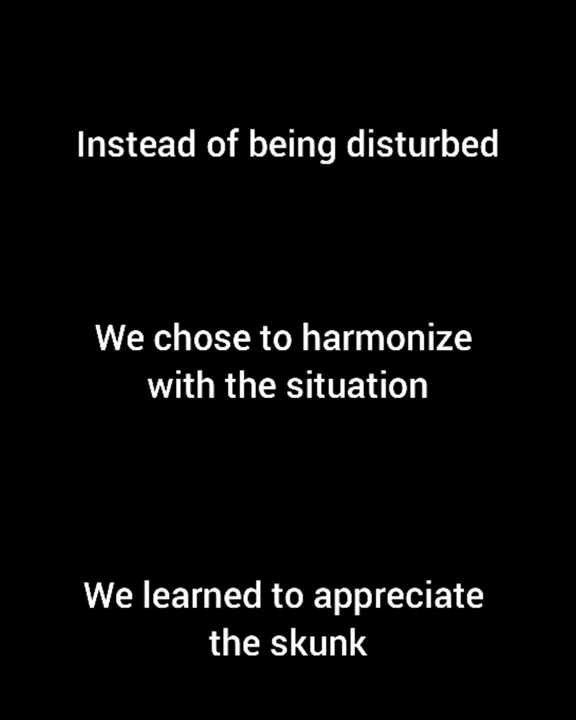 Instead of being disturbed
We chose to harmonize
with the situation
We learned to appreciate
the skunk